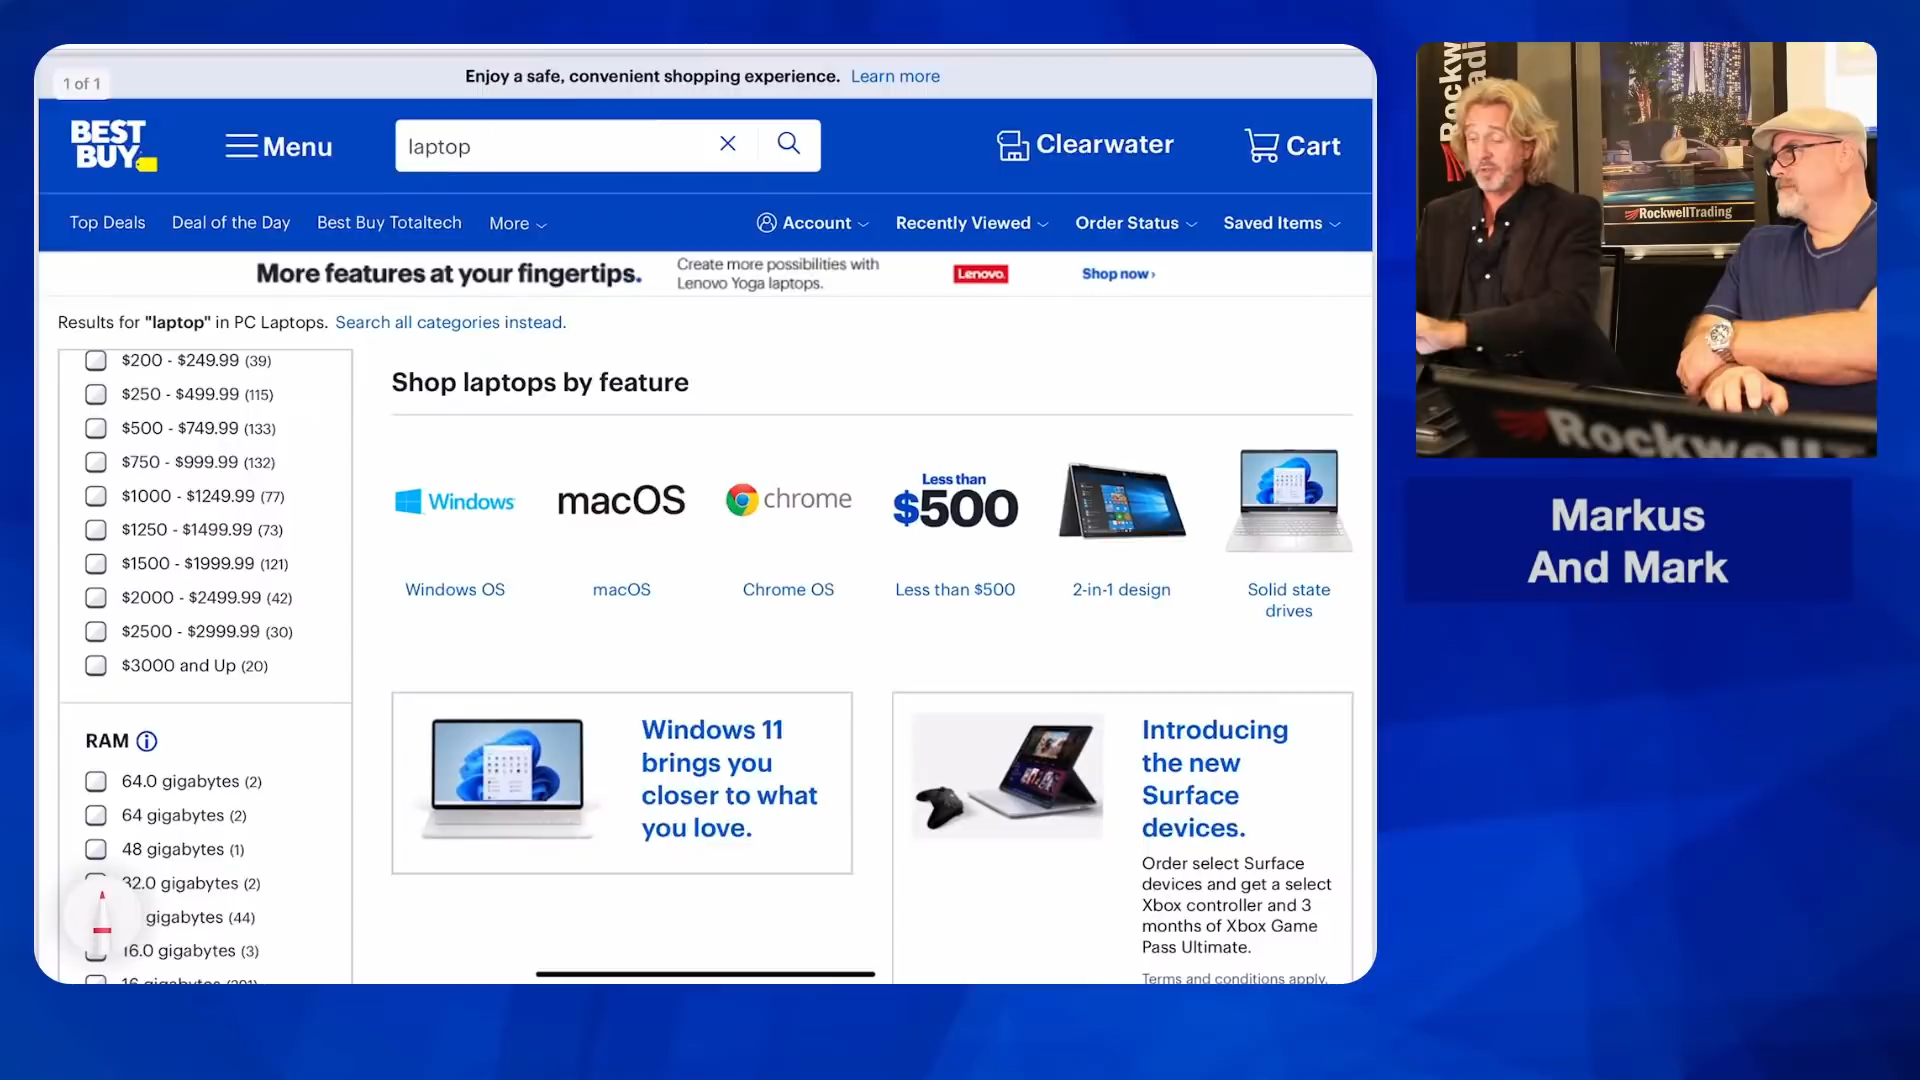 1 of 1
Enjoy a safe, convenient shopping experience. Learn more
BEST
BUY
Menu
laptop
Clearwater
Cart
Top Deals
Deal of the Day
Best Buy Totaltech
More
Account
Recently Viewed
Order Status
Saved Items
More features at your fingertips.
Create more possibilities with
Lenovo Yoga laptops.
Lenovo
Shop now
Results for "laptop" in PC Laptops. Search all categories instead.
$200 - $249.99 (39)
$250 - $499.99 (115)
$500 - $749.99 (133)
$750 - $999.99 (132)
$1000 - $1249.99 (77)
$1250 - $1499.99 (73)
$1500 - $1999.99 (121)
$2000 - $2499.99 (42)
$2500 - $2999.99 (30)
$3000 and Up (20)
RAM
64.0 gigabytes (2)
64 gigabytes (2)
48 gigabytes (1)
32.0 gigabytes (2)
gigabytes (44)
16.0 gigabytes (3)
16 gigabytes
Shop laptops by feature
Windows
macOS
chrome
Less than
$500
Windows OS
macOS
Chrome OS
Less than $500
2-in-1 design
Solid state
drives
Windows 11
brings you
closer to what
you love.
Introducing
the new
Surface
devices.
Order select Surface
devices and get a select
Xbox controller and 3
months of Xbox Game
Pass Ultimate.
Terms and conditions apply.
Rockw
adi
RockwellTrading
RockwellT
Markus
And Mark